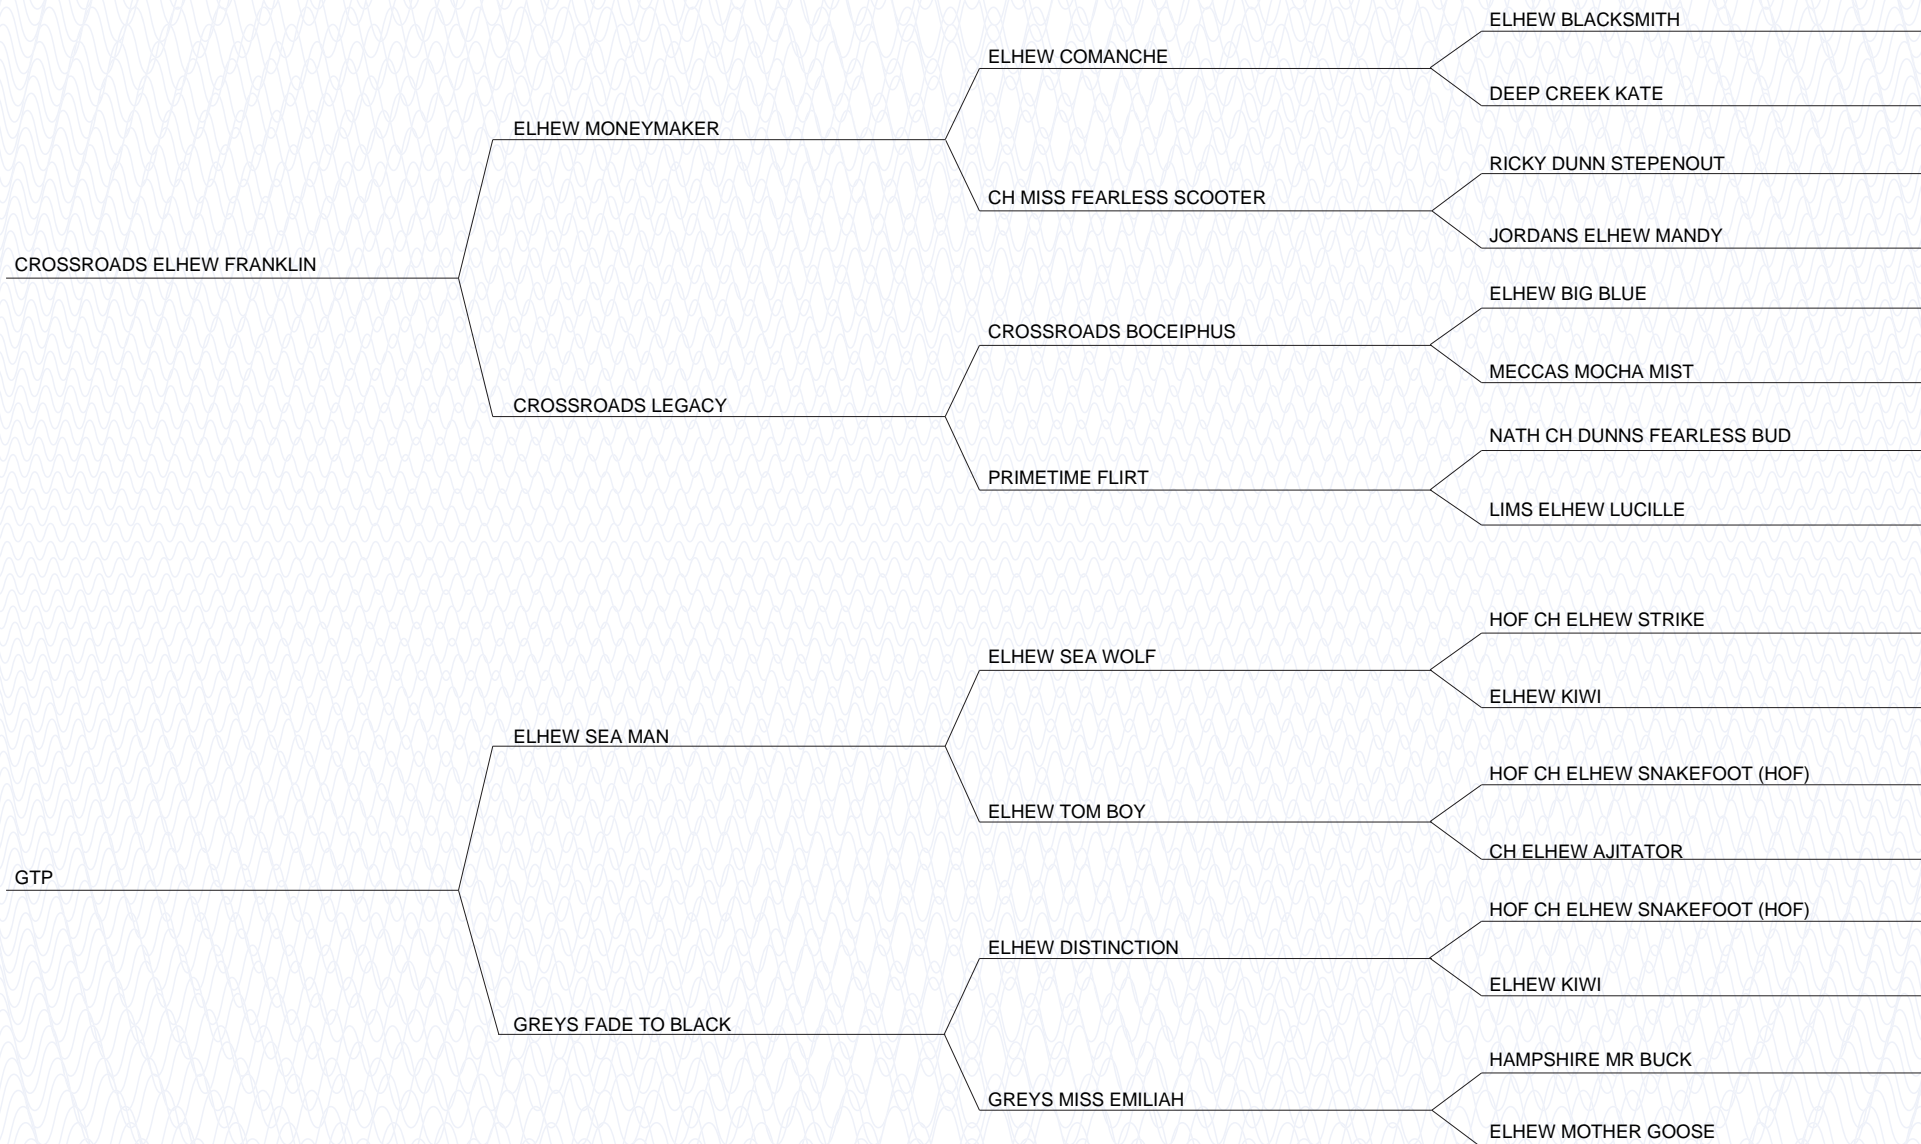 ELHEW BLACKSMITH
ELHEW COMANCHE
DEEP CREEK KATE
ELHEW MONEYMAKER
RICKY DUNN STEPENOUT
CH MISS FEARLESS SCOOTER
JORDANS ELHEW MANDY
CROSSROADS ELHEW FRANKLIN
ELHEW BIG BLUE
CROSSROADS BOCEIPHUS
MECCAS MOCHA MIST
CROSSROADS LEGACY
NATH CH DUNNS FEARLESS BUD
PRIMETIME FLIRT
LIMS ELHEW LUCILLE
HOF CH ELHEW STRIKE
ELHEW SEA WOLF
ELHEW KIWI
ELHEW SEA MAN
HOF CH ELHEW SNAKEFOOT (HOF)
ELHEW TOM BOY
CH ELHEW AJITATOR
GTP
HOF CH ELHEW SNAKEFOOT (HOF)
ELHEW DISTINCTION
ELHEW KIWI
GREYS FADE TO BLACK
HAMPSHIRE MR BUCK
GREYS MISS EMILIAH
ELHEW MOTHER GOOSE